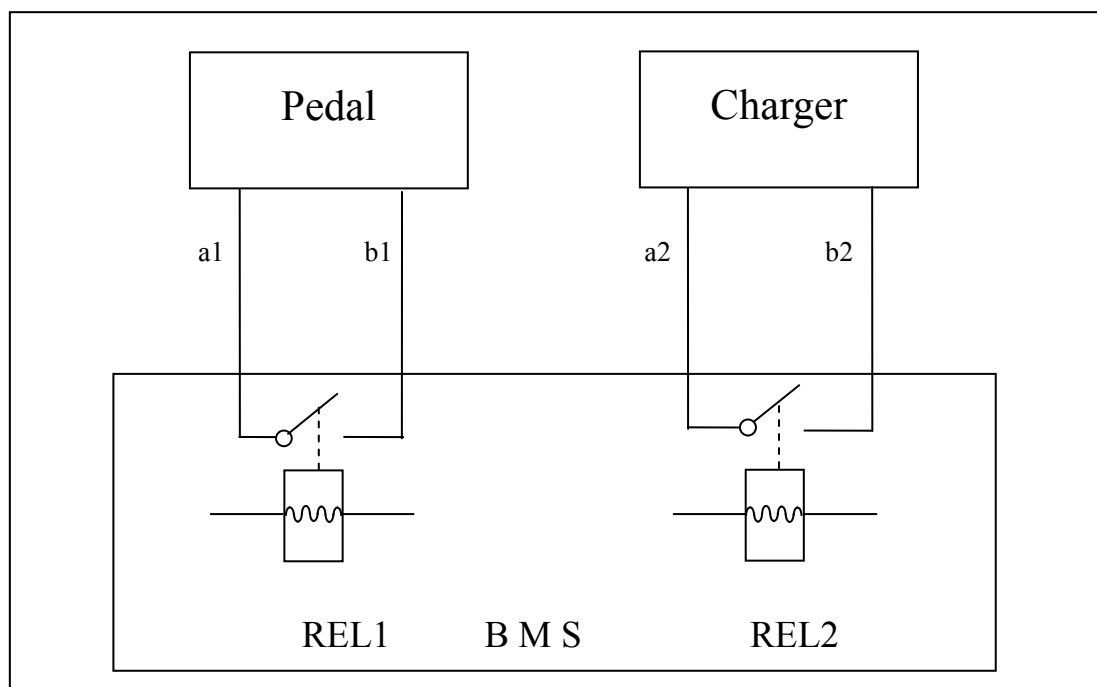 Pedal
Charger
a1
b1
a2
b2
REL1
B M S
REL2